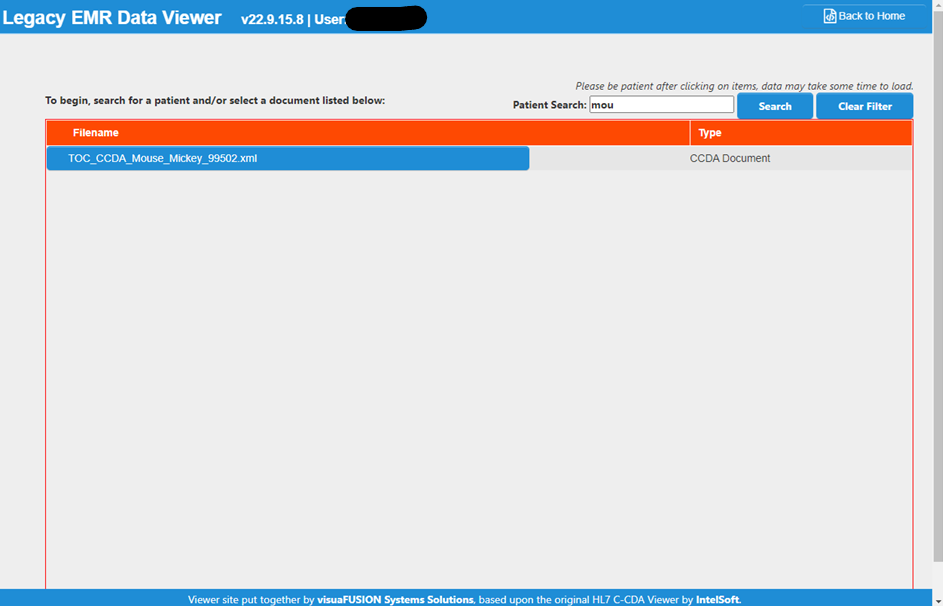 Legacy EMR Data Viewer v22.9.15.8 | User:
Back to Home
Please be patient after clicking on items, data may take some time to load.
To begin, search for a patient and/or select a document listed below:
Patient Search: mou Search Clear Filter
Filename Type
TOC_CCDA_Mouse_Mickey_99502.xml CCDA Document
Viewer site put together by visuaFUSION Systems Solutions, based upon the original HL7 C-CDA Viewer by IntelSoft.